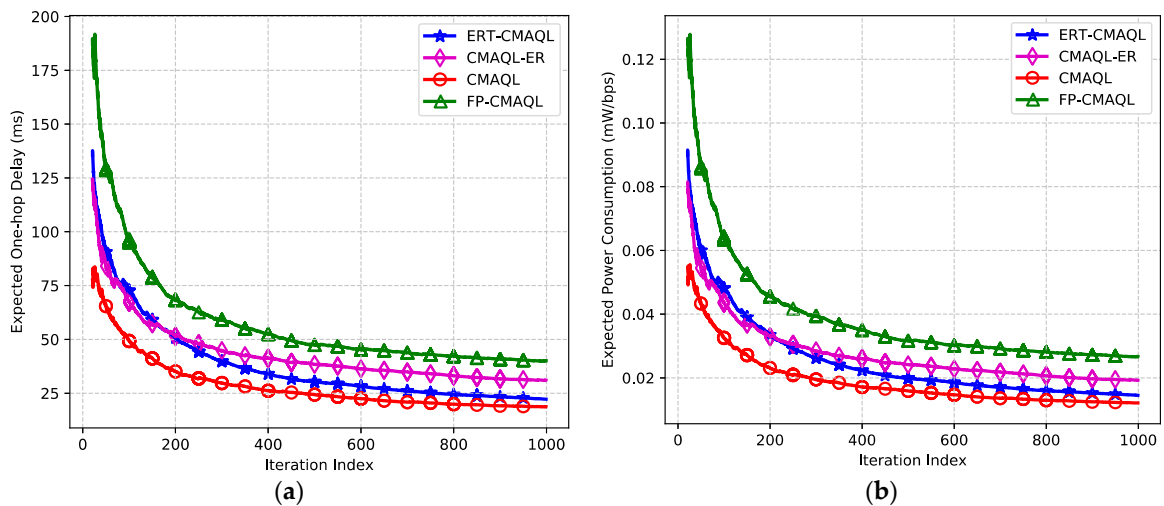 200
175
150
125
100
75
50
25
0
200
400
600
800
1000
Expected One-hop Delay (ms)
Iteration Index
ERT-CMAQL
CMAQL-ER
CMAQL
FP-CMAQL
(a)
0.12
0.10
0.08
0.06
0.04
0.02
0
200
400
600
800
1000
Expected Power Consumption (mW/bps)
Iteration Index
ERT-CMAQL
CMAQL-ER
CMAQL
FP-CMAQL
(b)